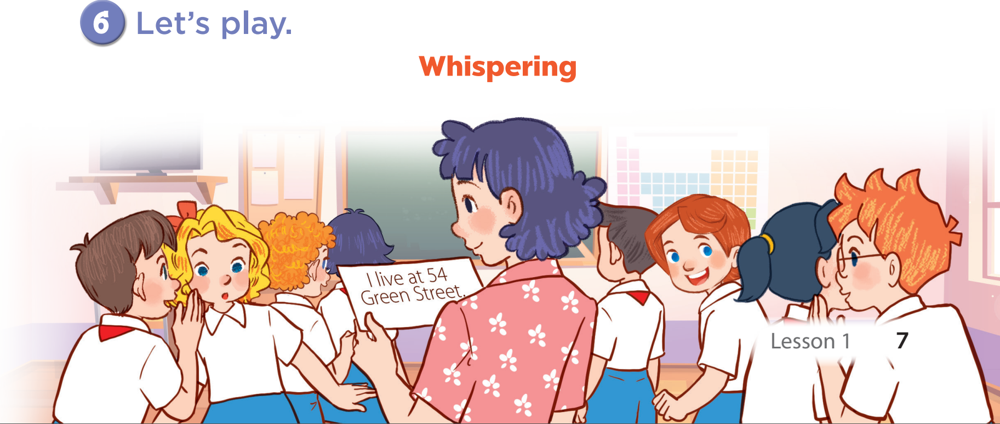 6 Let’s play.
Whispering
I live at 54
Green Street.
Lesson 1 7